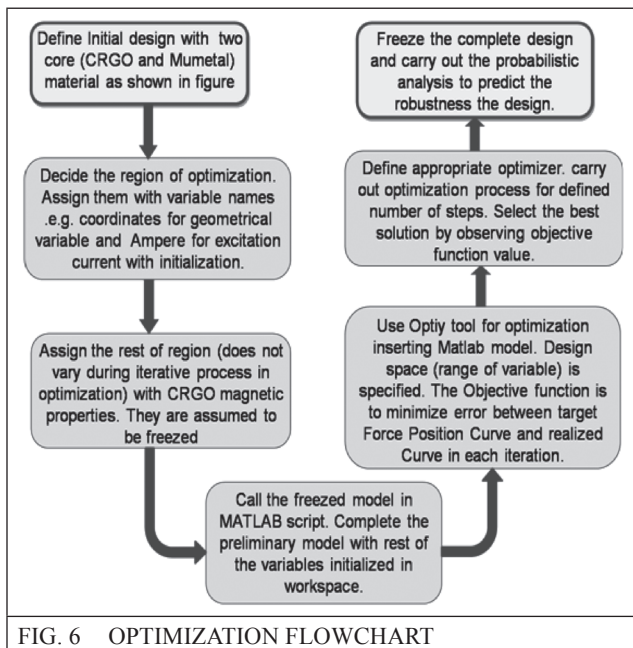 Define Initial design with two
core (CRGO and Mumetal)
material as shown in figure
Decide the region of optimization.
Assign them with variable names
.e.g. coordinates for geometrical
variable and Ampere for excitation
current with initialization.
Assign the rest of region (does not
vary during iterative process in
optimization) with CRGO magnetic
properties. They are assumed to
be freezed
Call the freezed model in
MATLAB script. Complete the
preliminary model with rest of
the variables initialized in
workspace.
Use Optiy tool for optimization
inserting Matlab model. Design
space (range of variable) is
specified. The Objective function is
to minimize error between target
Force Position Curve and realized
Curve in each iteration.
Define appropriate optimizer. carry
out optimization process for defined
number of steps. Select the best
solution by observing objective
function value.
Freeze the complete design
and carry out the probabilistic
analysis to predict the
robustness the design.
FIG. 6 OPTIMIZATION FLOWCHART